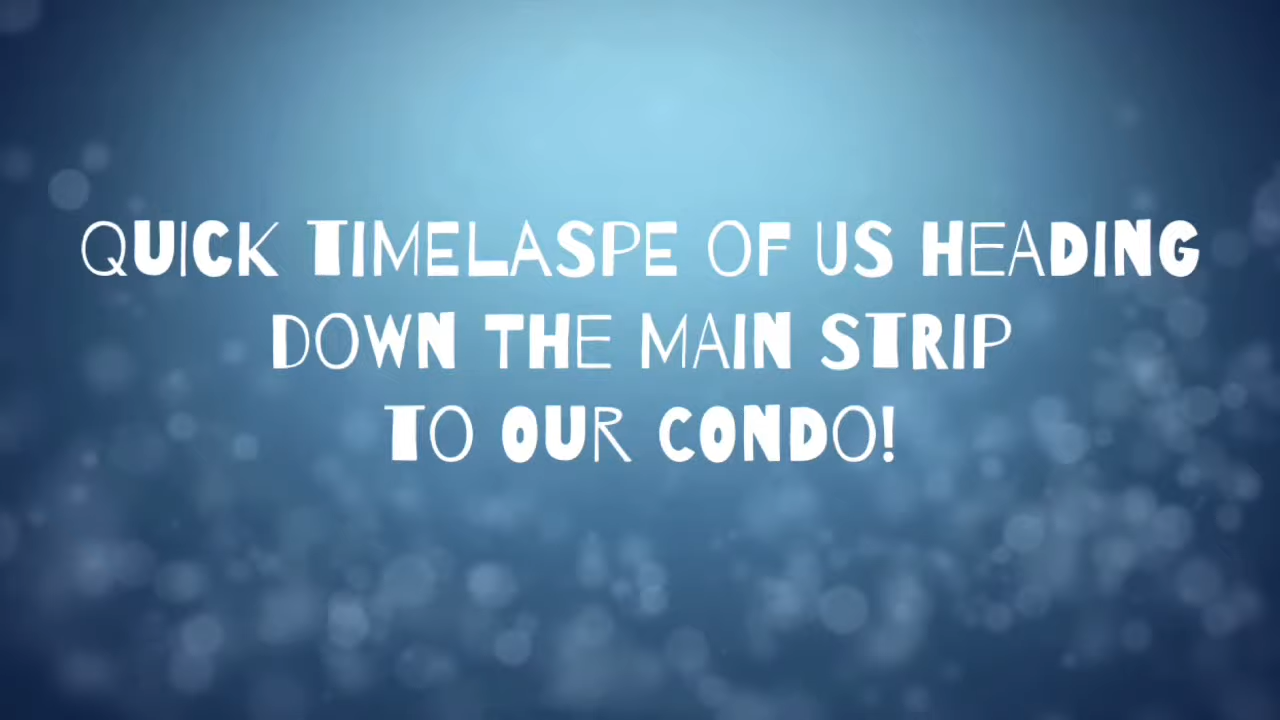 QUICK TIMELASPE OF US HEADING
DOWN THE MAIN STRIP
TO OUR CONDO!